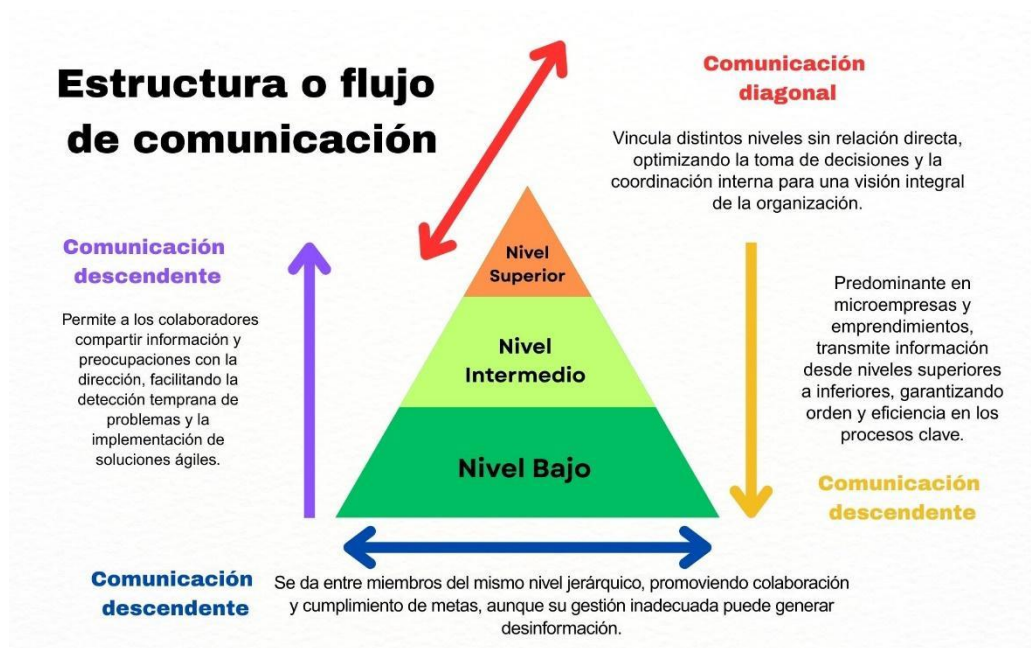 Estructura o flujo
de comunicación
Comunicación
diagonal
Vincula distintos niveles sin relación directa,
optimizando la toma de decisiones y la
coordinación interna para una visión integral
de la organización.
Comunicación
descendente
Permite a los colaboradores
compartir información y
preocupaciones con la
dirección, facilitando la
detección temprana de
problemas y la
implementación de
soluciones ágiles.
Nivel
Superior
Nivel
Intermedio
Nivel Bajo
Predominante en
microempresas y
emprendimientos,
transmite información
desde niveles superiores
a inferiores, garantizando
orden y eficiencia en los
procesos clave.
Comunicación
descendente
Comunicación
descendente
Se da entre miembros del mismo nivel jerárquico, promoviendo colaboración
y cumplimiento de metas, aunque su gestión inadecuada puede generar
desinformación.